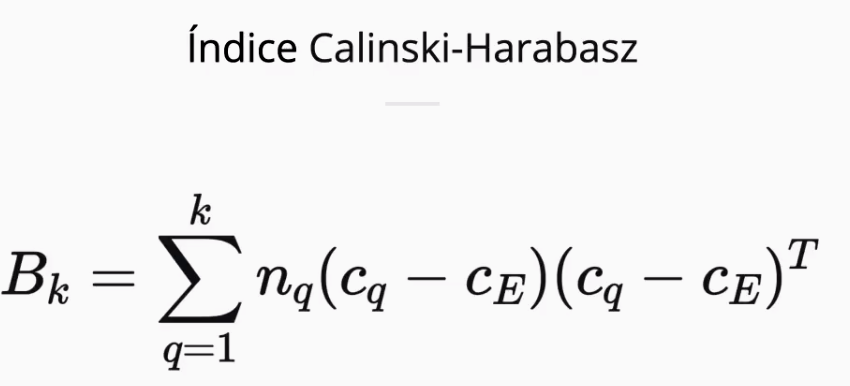 Índice Calinski-Harabasz
$$B_k = \sum_{q=1}^{k} n_q (c_q - c_E)(c_q - c_E)^T$$